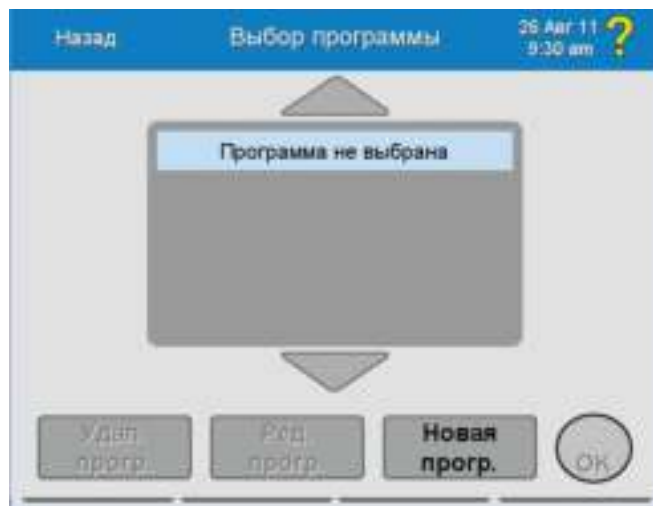 Назад
Выбор программы
26 Авг 11
9:30 am
?
Программа не выбрана
Удал
прогр.
Ред
прогр.
Новая
прогр.
OK